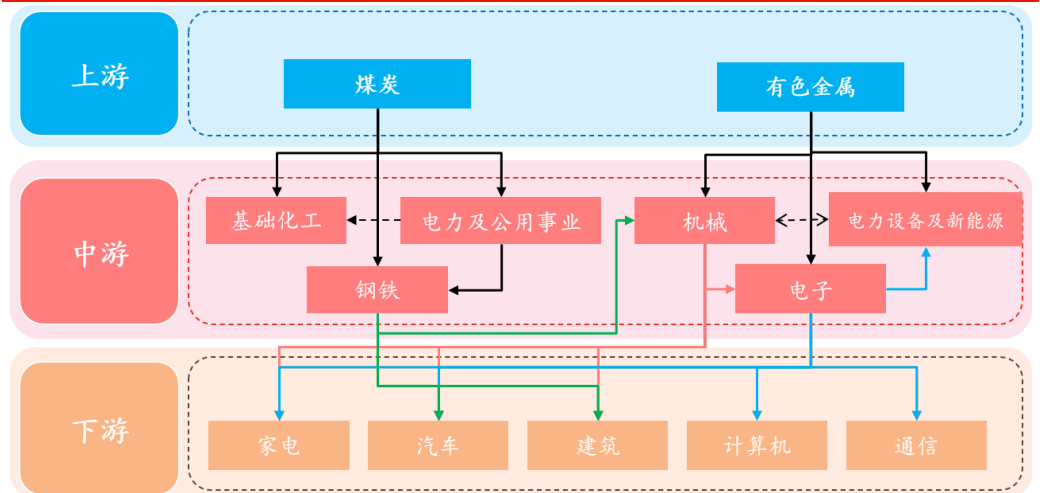 上游
煤炭
有色金属
中游
基础化工
电力及公用事业
机械
电力设备及新能源
钢铁
电子
下游
家电
汽车
建筑
计算机
通信